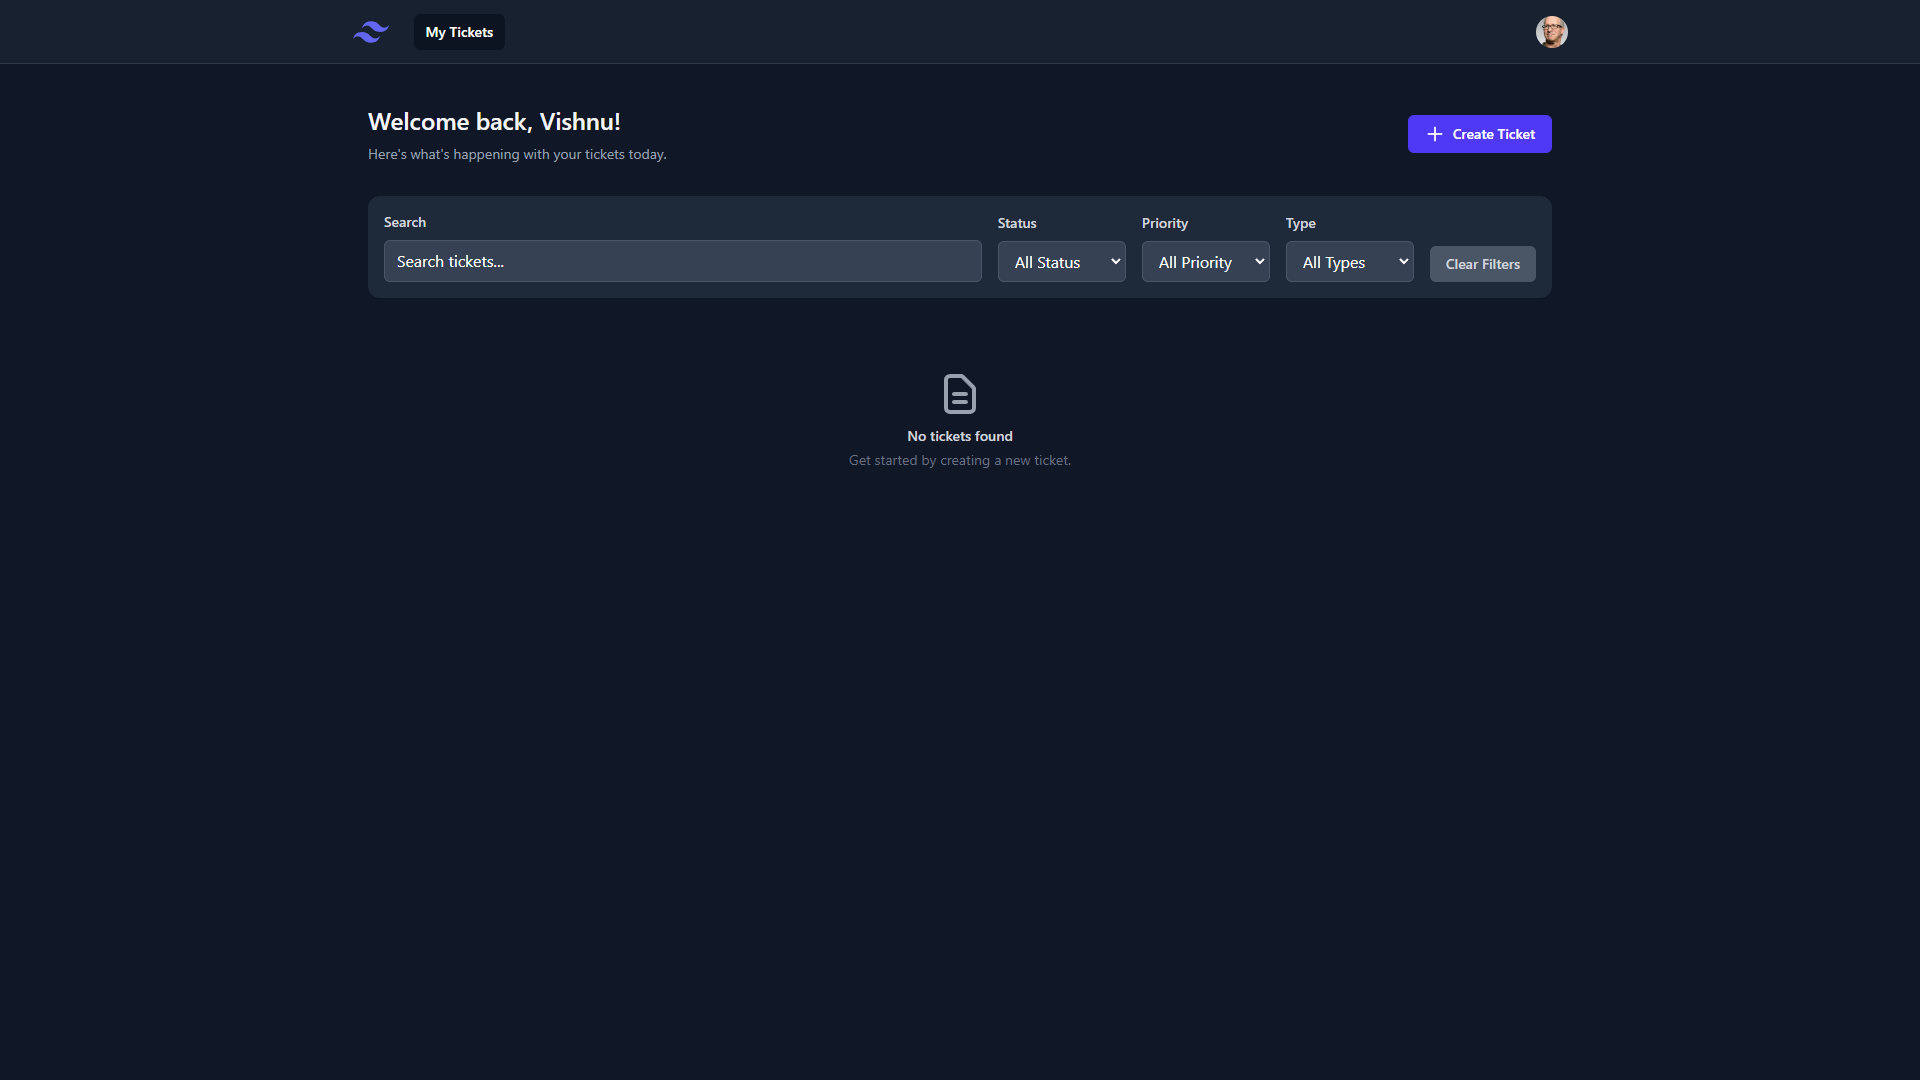 My Tickets
Welcome back, Vishnu!
Here's what's happening with your tickets today.
Create Ticket
Search
Status
Priority
Type
Search tickets...
All Status
All Priority
All Types
Clear Filters
No tickets found
Get started by creating a new ticket.